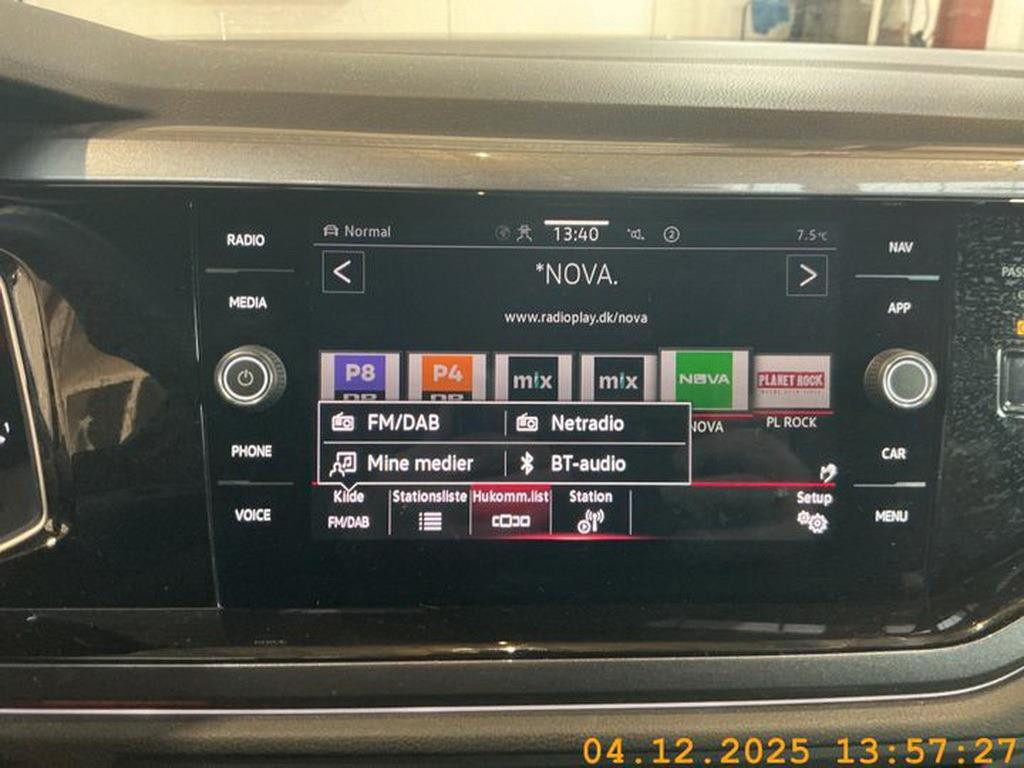 RADIO
MEDIA
PHONE
VOICE
Normal
13:40
2
7.5°C
*NOVA.
www.radioplay.dk/nova
P8
P4
mix
mix
NOVA
PLANET ROCK
NOVA
PL ROCK
FM/DAB
Netradio
Mine medier
BT-audio
Kilde
Stationsliste
Hukomm.list
Station
Setup
FM/DAB
NAV
APP
CAR
MENU
04.12.2025 13:57:27